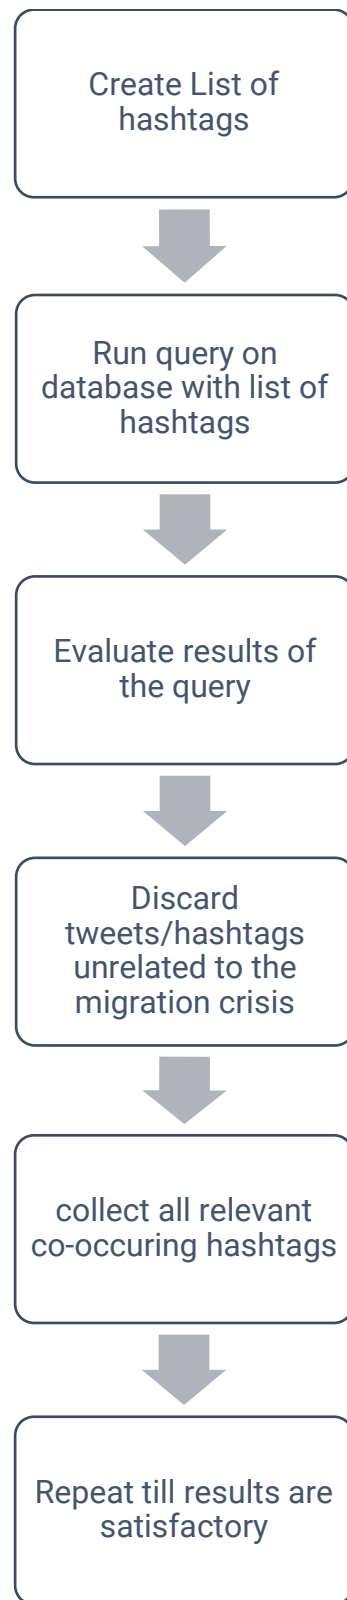 Create List of
hashtags
Run query on
database with list of
hashtags
Evaluate results of
the query
Discard
tweets/hashtags
unrelated to the
migration crisis
collect all relevant
co-occuring hashtags
Repeat till results are
satisfactory